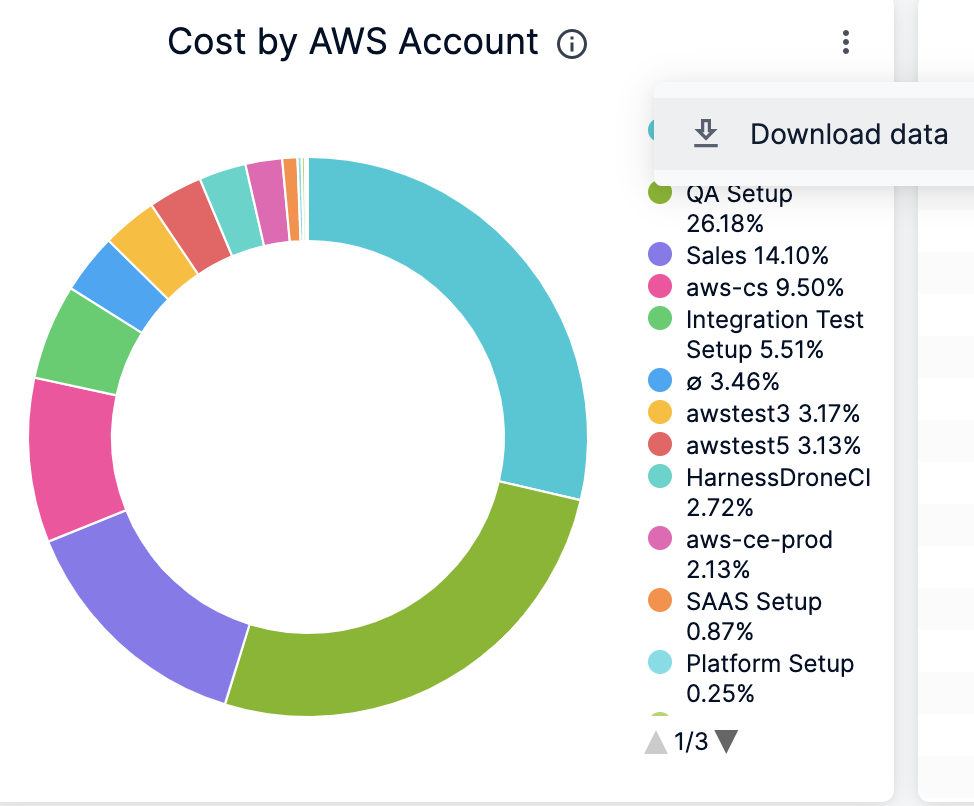 Cost by AWS Account
Download data
QA Setup
26.18%
Sales 14.10%
aws-cs 9.50%
Integration Test
Setup 5.51%
ø 3.46%
awstest3 3.17%
awstest5 3.13%
HarnessDroneCI
2.72%
aws-ce-prod
2.13%
SAAS Setup
0.87%
Platform Setup
0.25%
1/3